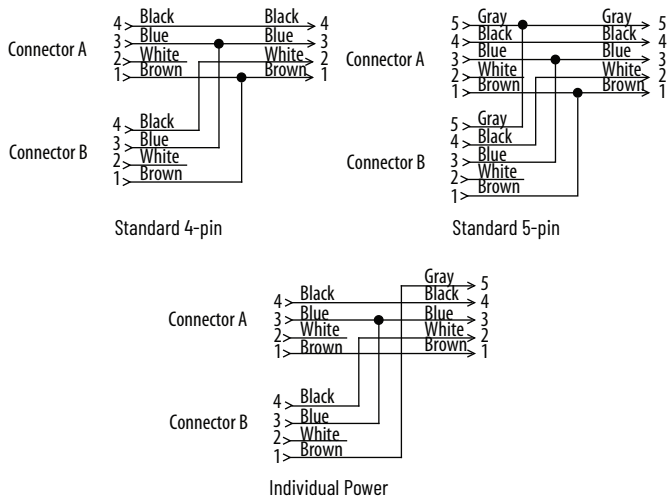 4 Black Black 4
3 Blue Blue 3
Connector A
2 White White 2
1 Brown Brown 1
4 Black
3 Blue
Connector B
2 White
1 Brown
Standard 4-pin
5 Gray Gray 5
4 Black Black 4
Connector A
3 Blue Blue 3
2 White White 2
1 Brown Brown 1
5 Gray
4 Black
Connector B
3 Blue
2 White
1 Brown
Standard 5-pin
Gray 5
4 Black Black 4
Connector A
3 Blue Blue 3
2 White White 2
1 Brown Brown 1
4 Black
Connector B
3 Blue
2 White
1 Brown
Individual Power